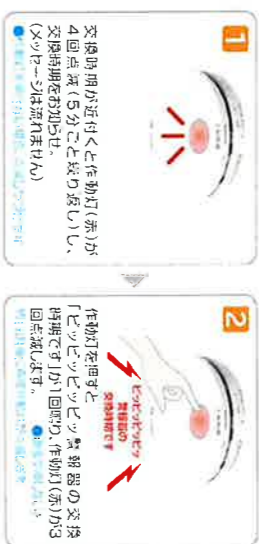 1
交換時期が近付くと作動灯(赤)が
4回点滅(5分ごと繰り返し)し、
交換時期をお知らせ。
(メッセージは流れません)
2
ピッピッピッピッ
警報器の
交換時期です
作動灯を押すと
「ピッピッピッピッ 警報器の交換
時期です」が1回鳴り、作動灯(赤)が3
回点滅します。